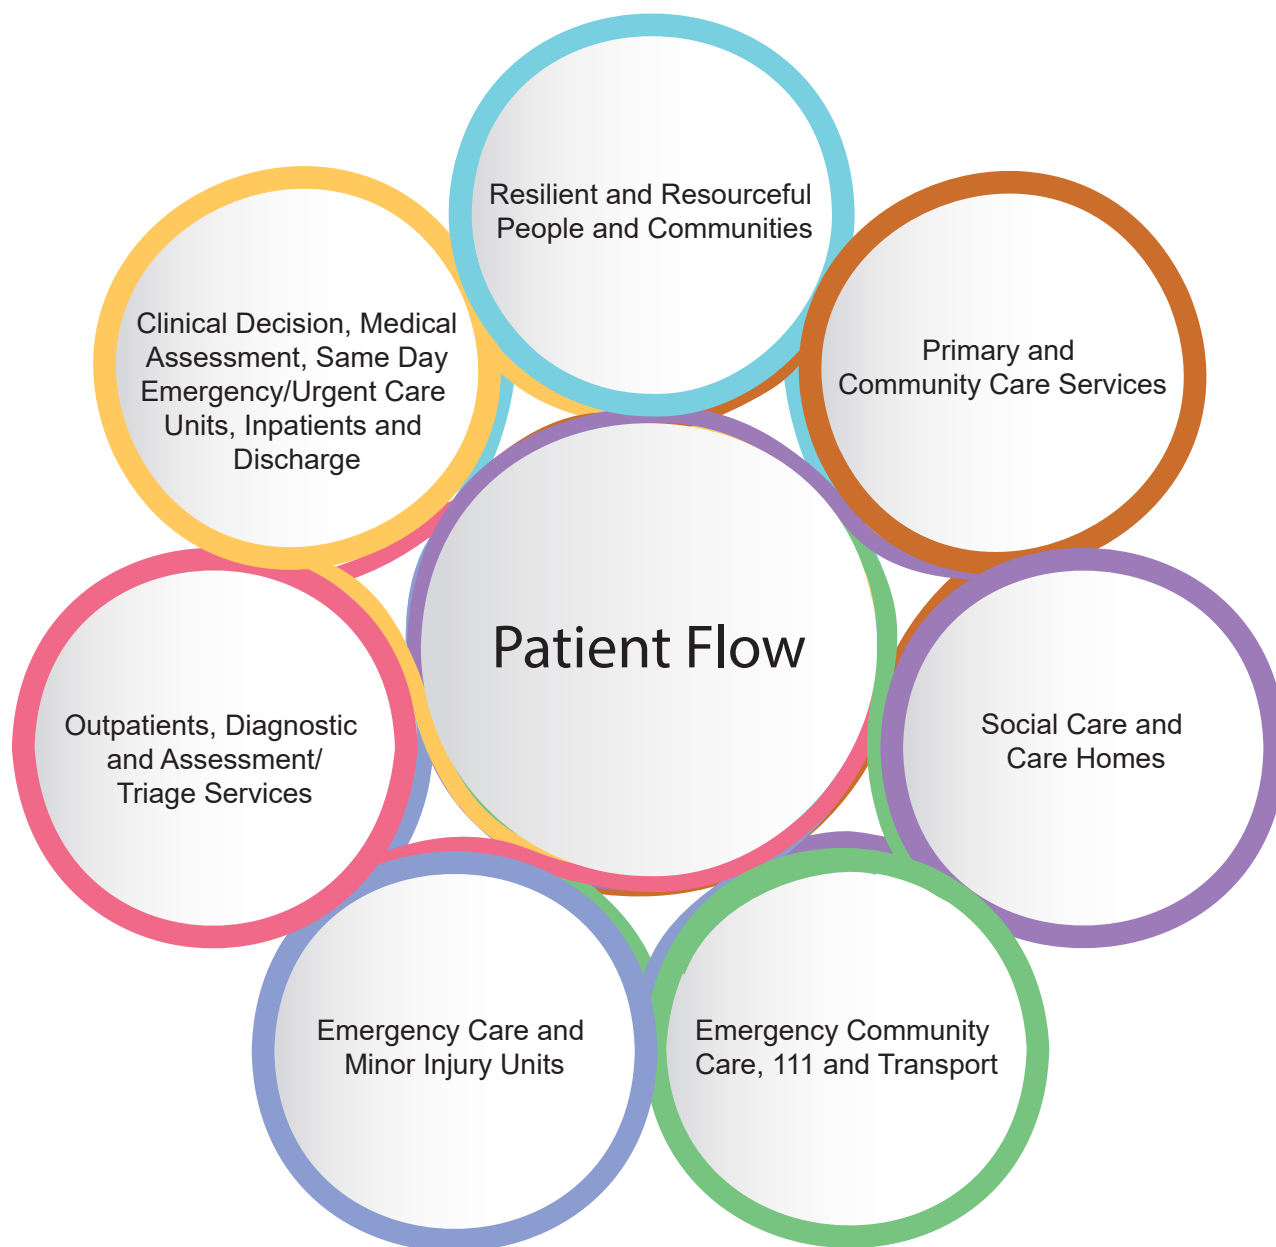 Resilient and Resourceful
People and Communities
Primary and
Community Care Services
Social Care and
Care Homes
Emergency Community
Care, 111 and Transport
Emergency Care and
Minor Injury Units
Outpatients, Diagnostic
and Assessment/
Triage Services
Clinical Decision, Medical
Assessment, Same Day
Emergency/Urgent Care
Units, Inpatients and
Discharge
Patient Flow